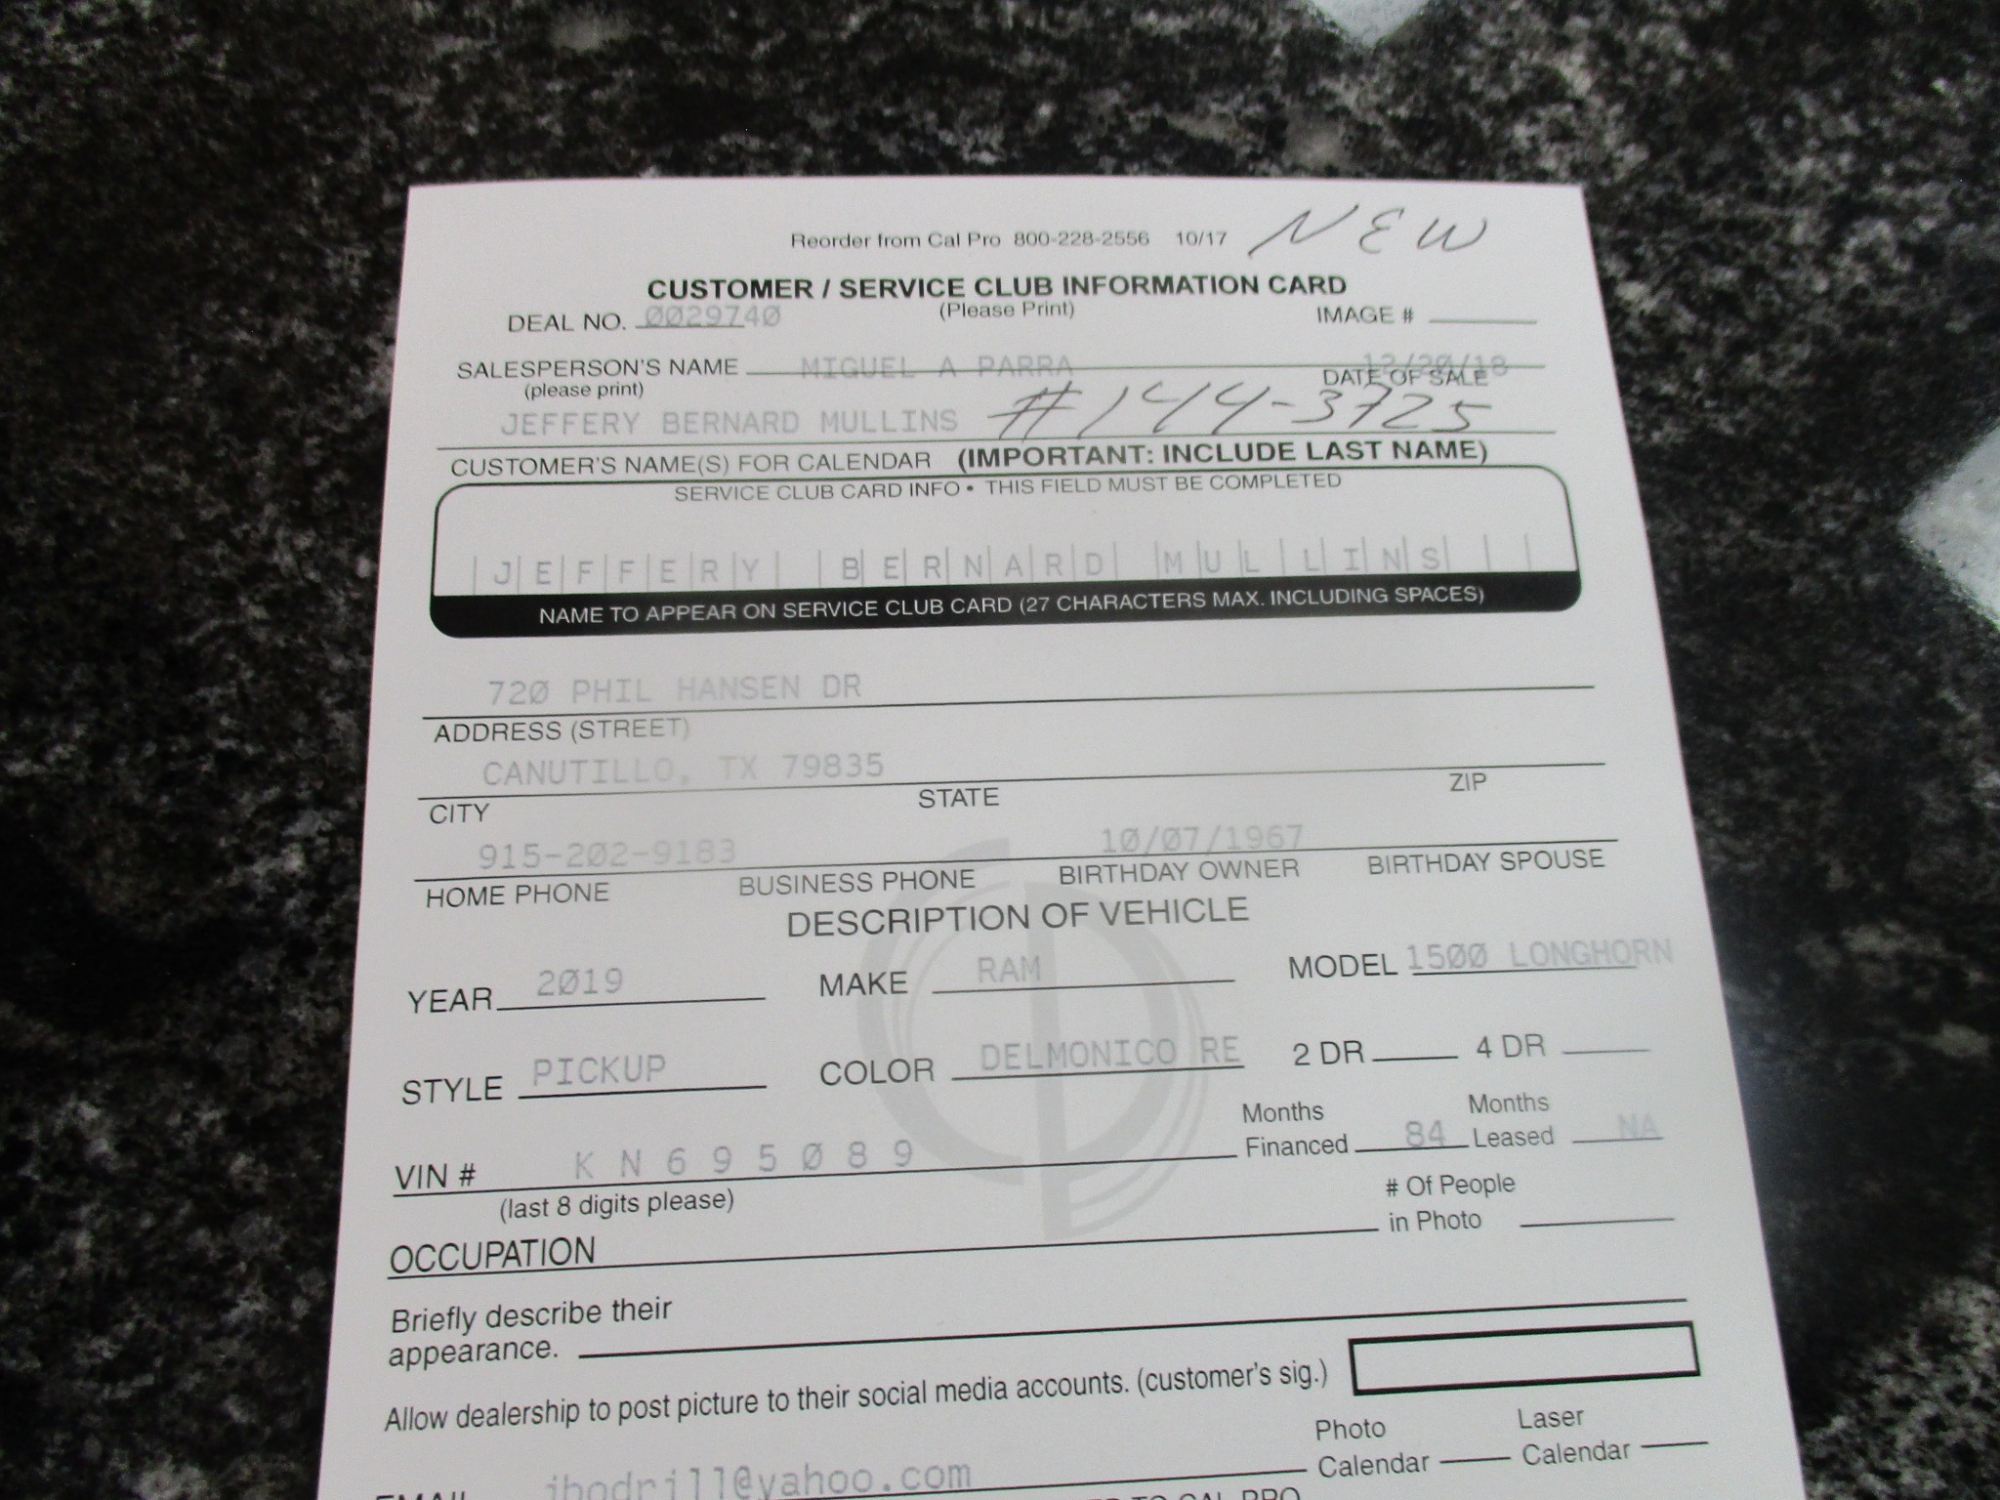 Reorder from Cal Pro 800-228-2556 10/17 NEW
CUSTOMER / SERVICE CLUB INFORMATION CARD
DEAL NO. 0029740 (Please Print) IMAGE #
SALESPERSON'S NAME MIGUEL A PARRA 12/20/18
(please print) DATE OF SALE
JEFFERY BERNARD MULLINS #144-3725
CUSTOMER'S NAME(S) FOR CALENDAR (IMPORTANT: INCLUDE LAST NAME)
SERVICE CLUB CARD INFO • THIS FIELD MUST BE COMPLETED
JEFFERY BERNARD MULLINS
NAME TO APPEAR ON SERVICE CLUB CARD (27 CHARACTERS MAX. INCLUDING SPACES)
720 PHIL HANSEN DR
ADDRESS (STREET)
CANUTILLO, TX 79835
CITY STATE ZIP
915-202-9183 10/07/1967
HOME PHONE BUSINESS PHONE BIRTHDAY OWNER BIRTHDAY SPOUSE
DESCRIPTION OF VEHICLE
YEAR 2019 MAKE RAM MODEL 1500 LONGHORN
STYLE PICKUP COLOR DELMONICO RE 2 DR 4 DR
VIN # KN695089 Months Financed 84 Months Leased NA
(last 8 digits please)
OCCUPATION # Of People in Photo
Briefly describe their
appearance.
Allow dealership to post picture to their social media accounts. (customer's sig.)
Photo Calendar Laser Calendar
EMAIL jbodrill@yahoo.com
TO CAL PRO